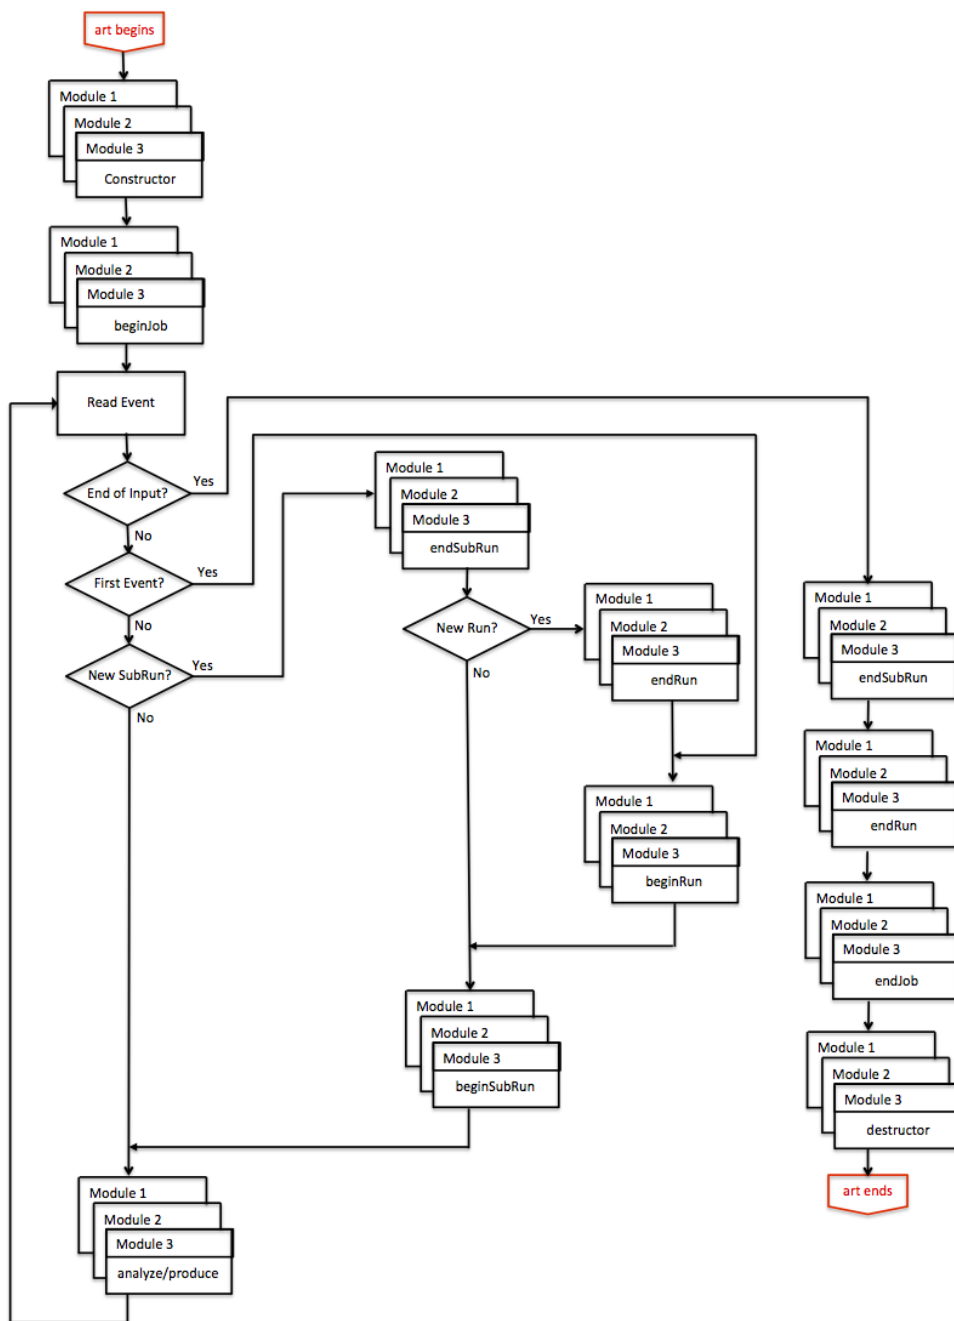 art begins
Module 1
Module 2
Module 3
Constructor
Module 1
Module 2
Module 3
beginJob
Read Event
End of Input?
Yes
No
First Event?
Yes
No
New SubRun?
Yes
No
Module 1
Module 2
Module 3
endSubRun
New Run?
Yes
No
Module 1
Module 2
Module 3
endRun
Module 1
Module 2
Module 3
beginRun
Module 1
Module 2
Module 3
beginSubRun
Module 1
Module 2
Module 3
analyze/produce
Module 1
Module 2
Module 3
endSubRun
Module 1
Module 2
Module 3
endRun
Module 1
Module 2
Module 3
endJob
Module 1
Module 2
Module 3
destructor
art ends